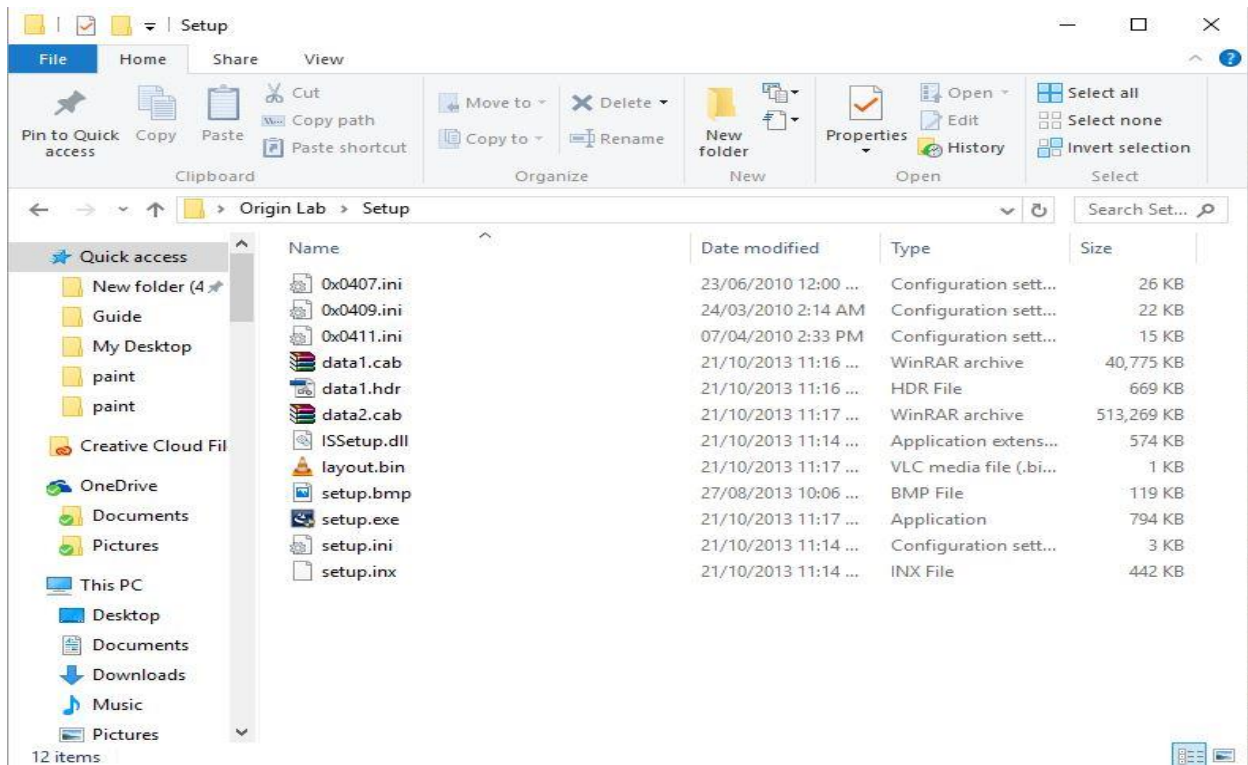 Setup
File Home Share View
Pin to Quick access
Copy
Paste
Cut
Copy path
Paste shortcut
Clipboard
Move to
Copy to
Delete
Rename
Organize
New folder
New
Properties
Open
Edit
History
Open
Select all
Select none
Invert selection
Select
Origin Lab > Setup
Search Set...
Name Date modified Type Size
0x0407.ini 23/06/2010 12:00 ... Configuration sett... 26 KB
0x0409.ini 24/03/2010 2:14 AM Configuration sett... 22 KB
0x0411.ini 07/04/2010 2:33 PM Configuration sett... 15 KB
data1.cab 21/10/2013 11:16 ... WinRAR archive 40,775 KB
data1.hdr 21/10/2013 11:16 ... HDR File 669 KB
data2.cab 21/10/2013 11:17 ... WinRAR archive 513,269 KB
ISSetup.dll 21/10/2013 11:14 ... Application extens... 574 KB
layout.bin 21/10/2013 11:17 ... VLC media file (.bi... 1 KB
setup.bmp 27/08/2013 10:06 ... BMP File 119 KB
setup.exe 21/10/2013 11:17 ... Application 794 KB
setup.ini 21/10/2013 11:14 ... Configuration sett... 3 KB
setup.inx 21/10/2013 11:14 ... INX File 442 KB
Quick access
New folder (4
Guide
My Desktop
paint
paint
Creative Cloud Fil
OneDrive
Documents
Pictures
This PC
Desktop
Documents
Downloads
Music
Pictures
12 items